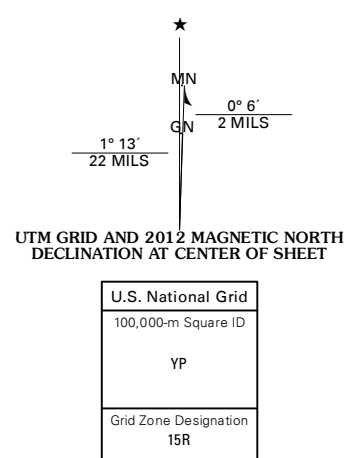 ★
MN
0° 6´
2 MILS
GN
1° 13´
22 MILS
UTM GRID AND 2012 MAGNETIC NORTH
DECLINATION AT CENTER OF SHEET
U.S. National Grid
100,000-m Square ID
YP
Grid Zone Designation
15R